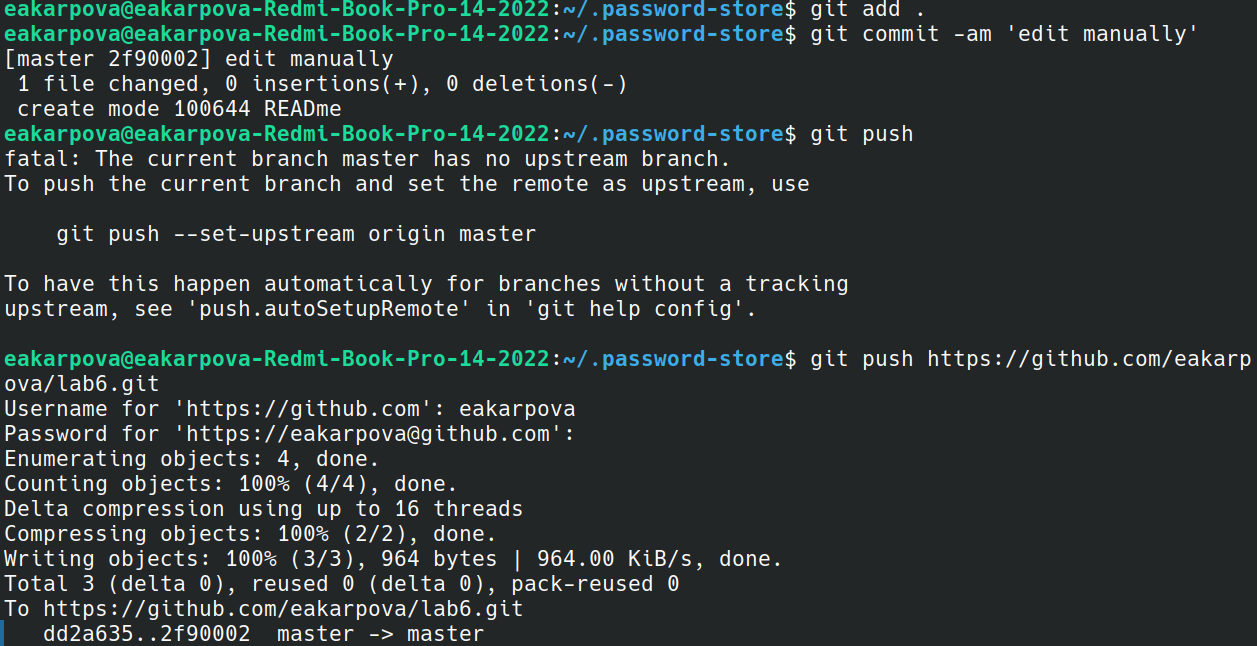 eakarpova@eakarpova-Redmi-Book-Pro-14-2022:~/.password-store$ git add .
eakarpova@eakarpova-Redmi-Book-Pro-14-2022:~/.password-store$ git commit -am 'edit manually'
[master 2f90002] edit manually
 1 file changed, 0 insertions(+), 0 deletions(-)
 create mode 100644 READme
eakarpova@eakarpova-Redmi-Book-Pro-14-2022:~/.password-store$ git push
fatal: The current branch master has no upstream branch.
To push the current branch and set the remote as upstream, use

    git push --set-upstream origin master

To have this happen automatically for branches without a tracking
upstream, see 'push.autoSetupRemote' in 'git help config'.

eakarpova@eakarpova-Redmi-Book-Pro-14-2022:~/.password-store$ git push https://github.com/eakarp
ova/lab6.git
Username for 'https://github.com': eakarpova
Password for 'https://eakarpova@github.com':
Enumerating objects: 4, done.
Counting objects: 100% (4/4), done.
Delta compression using up to 16 threads
Compressing objects: 100% (2/2), done.
Writing objects: 100% (3/3), 964 bytes | 964.00 KiB/s, done.
Total 3 (delta 0), reused 0 (delta 0), pack-reused 0
To https://github.com/eakarpova/lab6.git
   dd2a635..2f90002  master -> master